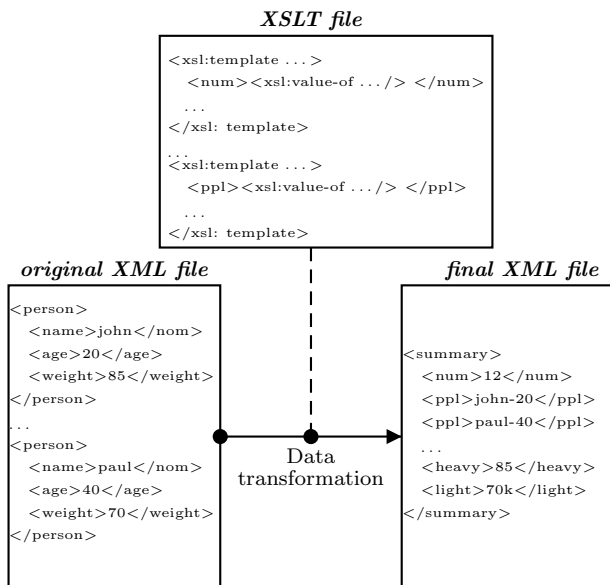 XSLT file
<xsl:template ...>
<num><xsl:value-of .../> </num>
...
</xsl: template>
...
<xsl:template ...>
<ppl><xsl:value-of .../> </ppl>
...
</xsl: template>
original XML file
<person>
<name>john</nom>
<age>20</age>
<weight>85</weight>
</person>
...
<person>
<name>paul</nom>
<age>40</age>
<weight>70</weight>
</person>
Data
transformation
final XML file
<summary>
<num>12</num>
<ppl>john-20</ppl>
<ppl>paul-40</ppl>
...
<heavy>85</heavy>
<light>70k</light>
</summary>